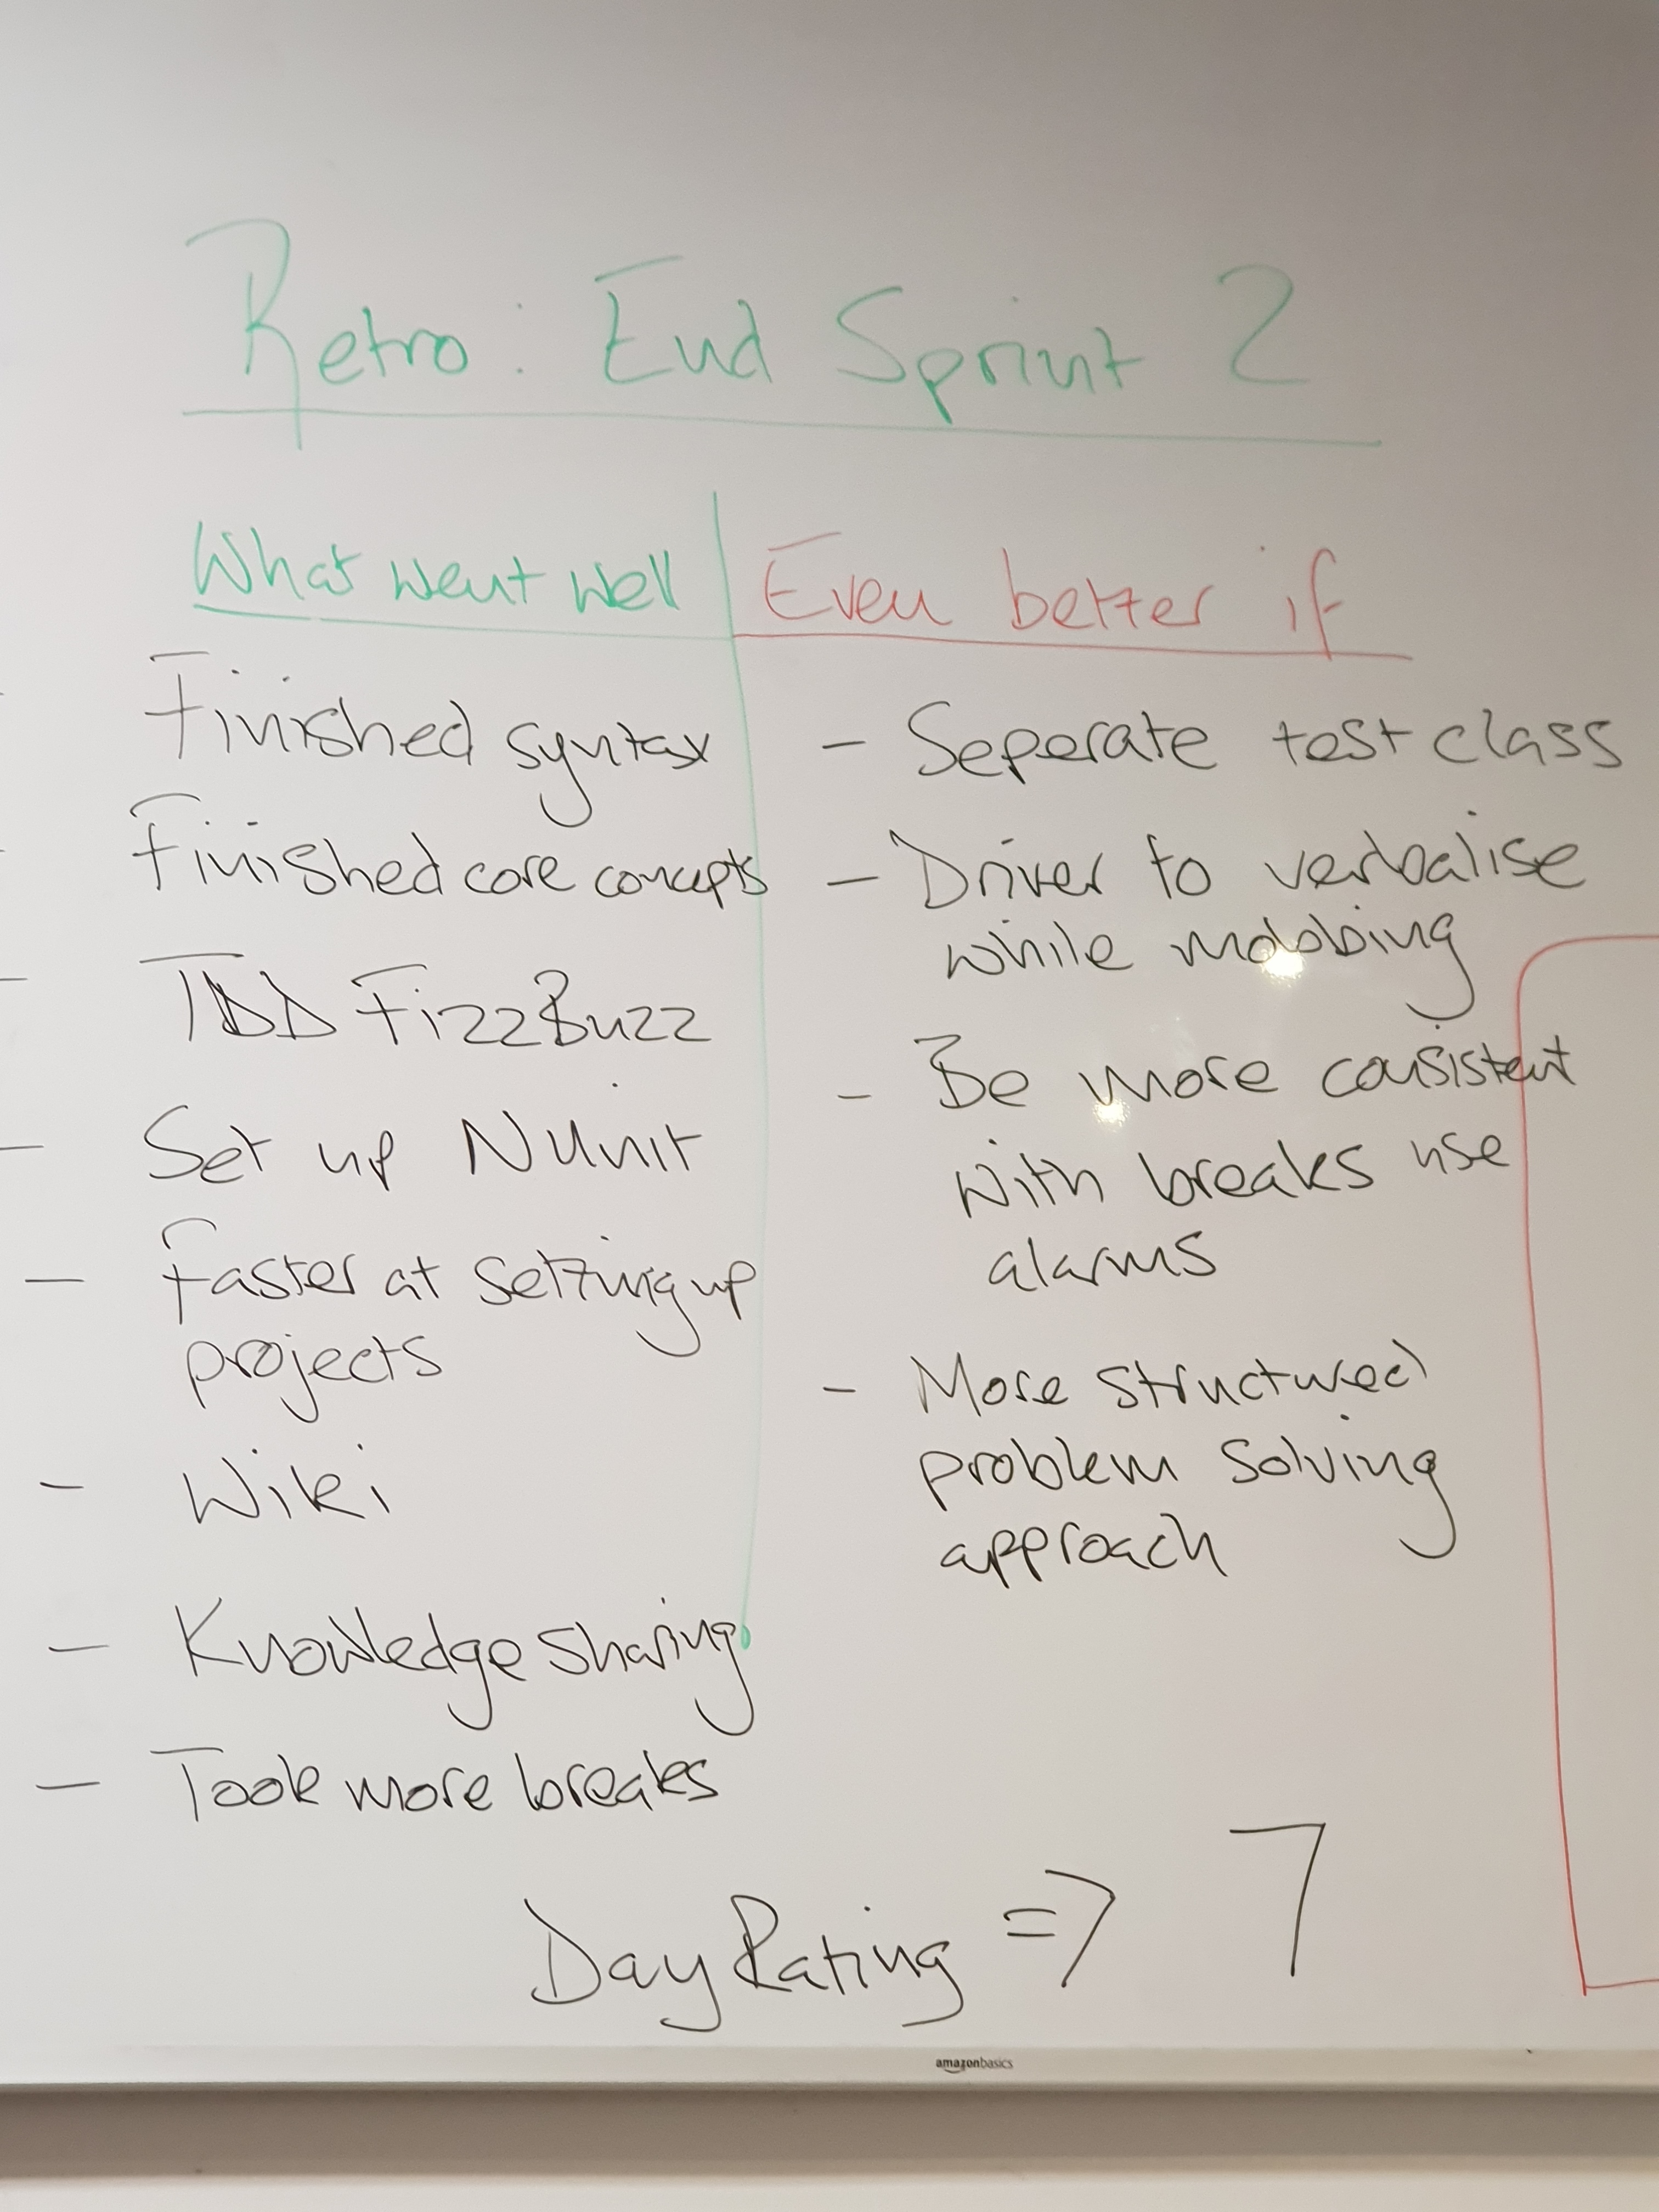 Retro: End Sprint 2
What went well
Finished syntax
Finished core concepts
- TDD FizzBuzz
- Set up NUnit
- Faster at setting up
projects
- Wiki
- Knowledge sharing
- Took more breaks
Even better if
- Seperate test class
- Driver to verbalise
while mobbing
- Be more consistent
with breaks use
alarms
- More structured
problem solving
approach
Day Rating => 7
amazonbasics